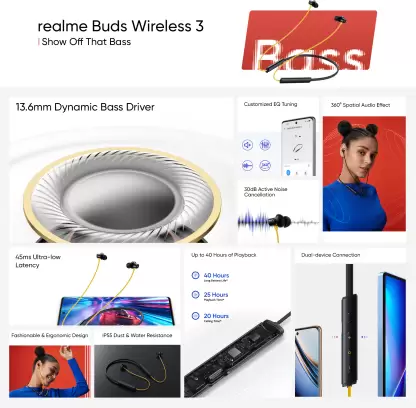 realme Buds Wireless 3
Show Off That Bass
Bass
13.6mm Dynamic Bass Driver
Customized EQ Tuning
360° Spatial Audio Effect
30dB Active Noise
Cancellation
45ms Ultra-low
Latency
Up to 40 Hours of Playback
40 Hours
25 Hours
20 Hours
Dual-device Connection
Fashionable & Ergonomic Design
IP55 Dust & Water Resistance